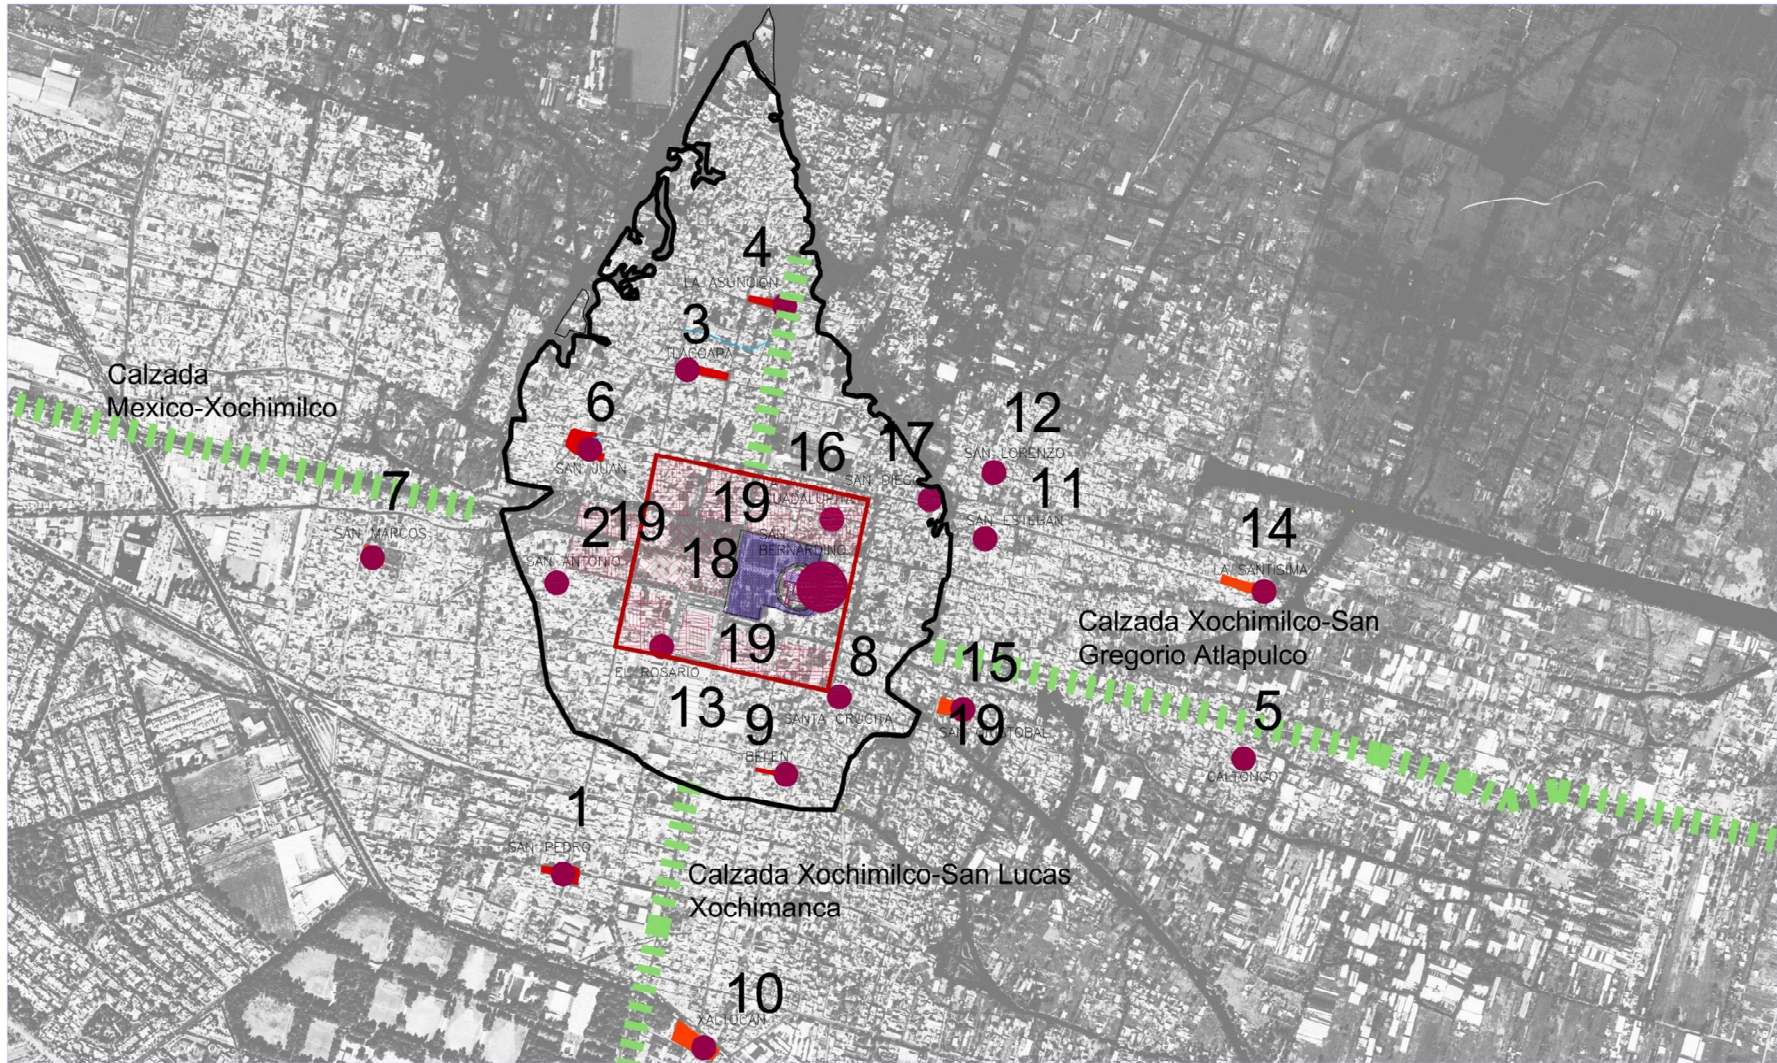 4
LA ASUNCION
3
TLACOAPA
Calzada
Mexico-Xochimilco
6
SAN JUAN
12
SAN LORENZO
16
17
SAN DIEGO
7
SAN MARCOS
19
GUADALUPITA
11
SAN ESTEBAN
2
19
SAN ANTONIO
18
SAN
BERNARDINO
14
LA SANTISIMA
Calzada Xochimilco-San
Gregorio Atlapulco
19
EL ROSARIO
8
SANTA CRUCITA
15
19
13
9
BELEN
5
CALTONGO
1
SAN PEDRO
Calzada Xochimilco-San Lucas
Xochimanca
10
XALTOCAN